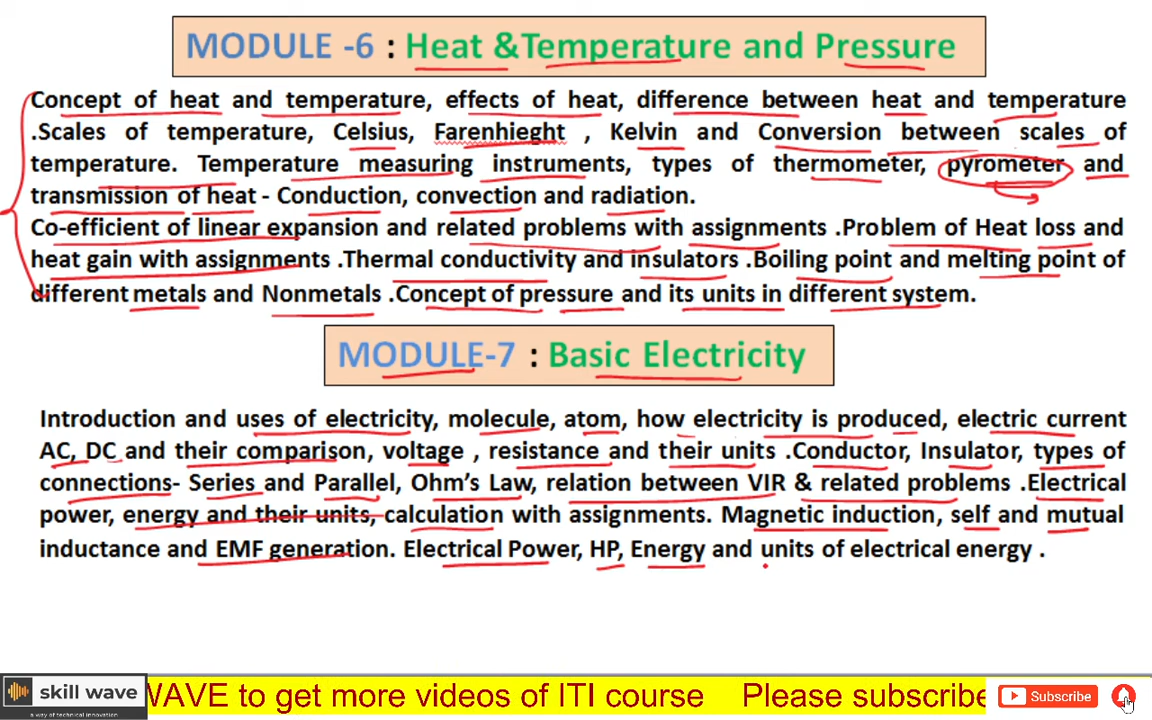 MODULE -6 : Heat &Temperature and Pressure
Concept of heat and temperature, effects of heat, difference between heat and temperature
.Scales of temperature, Celsius, Farenhieght , Kelvin and Conversion between scales of
temperature. Temperature measuring instruments, types of thermometer, pyrometer and
transmission of heat - Conduction, convection and radiation.
Co-efficient of linear expansion and related problems with assignments .Problem of Heat loss and
heat gain with assignments .Thermal conductivity and insulators .Boiling point and melting point of
different metals and Nonmetals .Concept of pressure and its units in different system.
MODULE-7 : Basic Electricity
Introduction and uses of electricity, molecule, atom, how electricity is produced, electric current
AC, DC and their comparison, voltage , resistance and their units .Conductor, Insulator, types of
connections- Series and Parallel, Ohm's Law, relation between VIR & related problems .Electrical
power, energy and their units, calculation with assignments. Magnetic induction, self and mutual
inductance and EMF generation. Electrical Power, HP, Energy and units of electrical energy .
skill wave
a way of technical innovation
WAVE to get more videos of ITI course Please subscribe
Subscribe